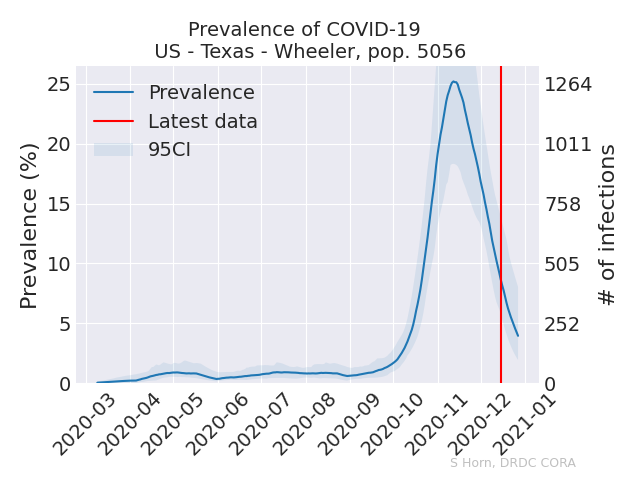 Prevalence of COVID-19
US - Texas - Wheeler, pop. 5056
Prevalence
Latest data
95CI
Prevalence (%)
25
20
15
10
5
0
1264
1011
758
505
252
0
# of infections
2020-03
2020-04
2020-05
2020-06
2020-07
2020-08
2020-09
2020-10
2020-11
2020-12
2021-01
S Horn, DRDC CORA